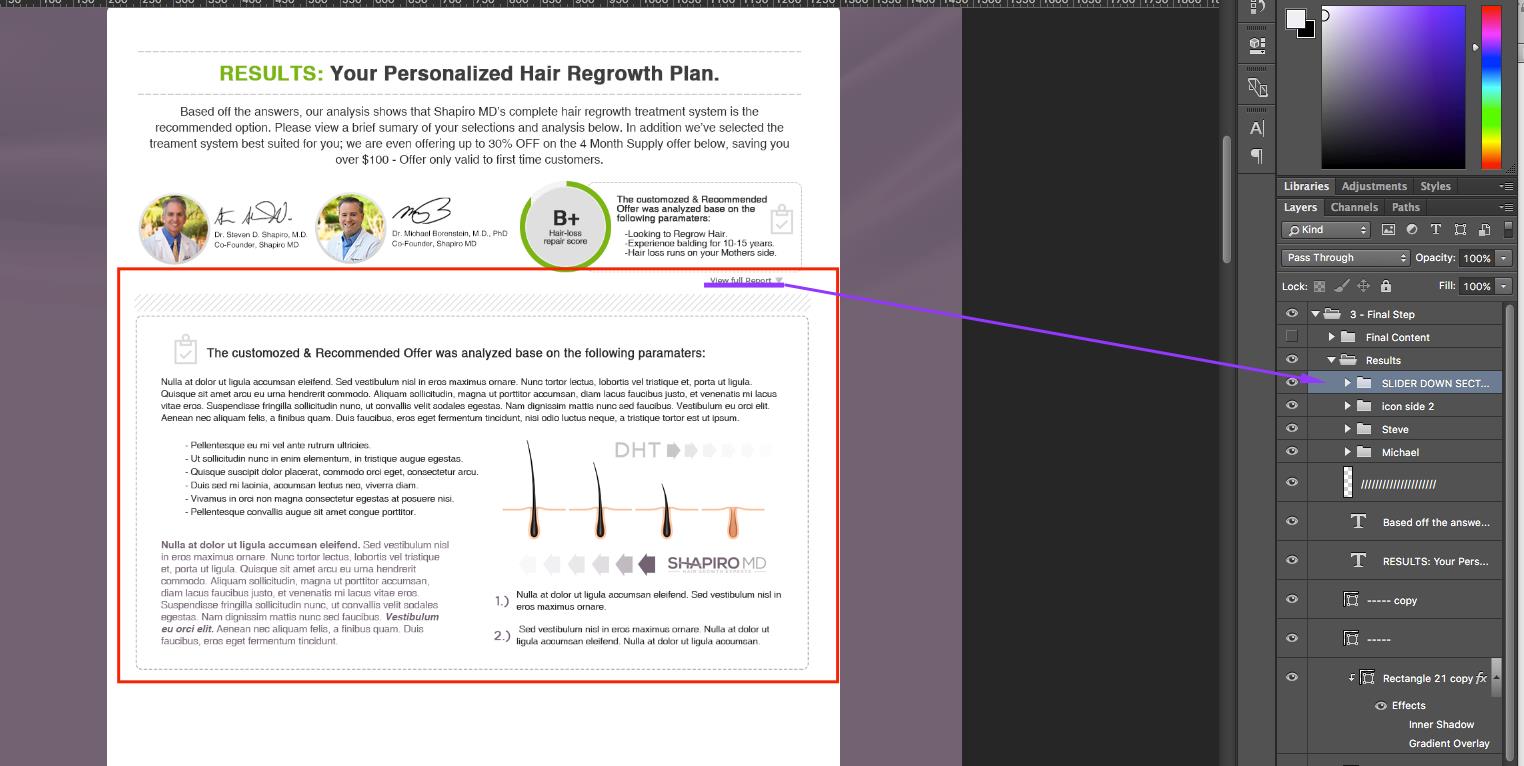 RESULTS: Your Personalized Hair Regrowth Plan.
Based off the answers, our analysis shows that Shapiro MD's complete hair regrowth treatment system is the
recommended option. Please view a brief sumary of your selections and analysis below. In addition we've selected the
treament system best suited for you; we are even offering up to 30% OFF on the 4 Month Supply offer below, saving you
over $100 - Offer only valid to first time customers.
Dr. Steven D. Shapiro, M.D.
Co-Founder, Shapiro MD
Dr. Michael Borenstein, M.D., PhD
Co-Founder, Shapiro MD
B+
Hair-loss
repair score
The customozed & Recommended
Offer was analyzed base on the
following paramaters:
-Looking to Regrow Hair.
-Experience balding for 10-15 years.
-Hair loss runs on your Mothers side.
View full Report
The customozed & Recommended Offer was analyzed base on the following paramaters:
Nulla at dolor ut ligula accumsan eleifend. Sed vestibulum nisl in eros maximus ornare. Nunc tortor lectus, lobortis vel tristique et, porta ut ligula.
Quisque sit amet arcu eu urna hendrerit commodo. Aliquam sollicitudin, magna ut porttitor accumsan, diam lacus faucibus justo, et venenatis mi lacus
vitae eros. Suspendisse fringilla sollicitudin nunc, ut convallis velit sodales egestas. Nam dignissim mattis nunc sed faucibus. Vestibulum eu orci elit.
Aenean nec aliquam felis, a finibus quam. Duis faucibus, eros eget fermentum tincidunt, nisi odio luctus neque, a tristique tortor est ut ipsum.
- Pellentesque eu mi vel ante rutrum ultricies.
- Ut sollicitudin nunc in enim elementum, in tristique augue egestas.
- Quisque suscipit dolor placerat, commodo orci eget, consectetur arcu.
- Duis sed mi lacinia, accumsan lectus nec, viverra diam.
- Vivamus in orci non magna consectetur egestas at posuere nisi.
- Pellentesque convallis augue sit amet congue porttitor.
DHT
Nulla at dolor ut ligula accumsan eleifend. Sed vestibulum nisl
in eros maximus ornare. Nunc tortor lectus, lobortis vel tristique
et, porta ut ligula. Quisque sit amet arcu eu urna hendrerit
commodo. Aliquam sollicitudin, magna ut porttitor accumsan,
diam lacus faucibus justo, et venenatis mi lacus vitae eros.
Suspendisse fringilla sollicitudin nunc, ut convallis velit sodales
egestas. Nam dignissim mattis nunc sed faucibus. Vestibulum
eu orci elit. Aenean nec aliquam felis, a finibus quam. Duis
faucibus, eros eget fermentum tincidunt.
SHAPIRO MD
HAIR GROWTH EXPERTS
1.) Nulla at dolor ut ligula accumsan eleifend. Sed vestibulum nisl in
eros maximus ornare.
2.) Sed vestibulum nisl in eros maximus ornare. Nulla at dolor ut
ligula accumsan eleifend. Nulla at dolor ut ligula accumsan.
Libraries Adjustments Styles
Layers Channels Paths
Kind
Pass Through Opacity: 100%
Lock: Fill: 100%
3 - Final Step
Final Content
Results
SLIDER DOWN SECT...
icon side 2
Steve
Michael
/////////////////////
Based off the answe...
RESULTS: Your Pers...
----- copy
-----
Rectangle 21 copy fx
Effects
Inner Shadow
Gradient Overlay